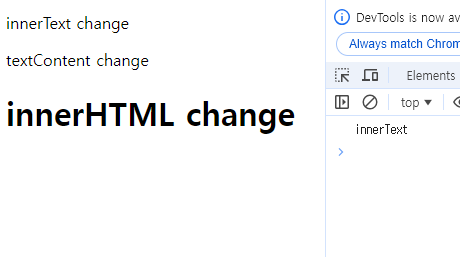 innerText change
textContent change
innerHTML change
DevTools is now av
Always match Chrom
Elements
top
innerText